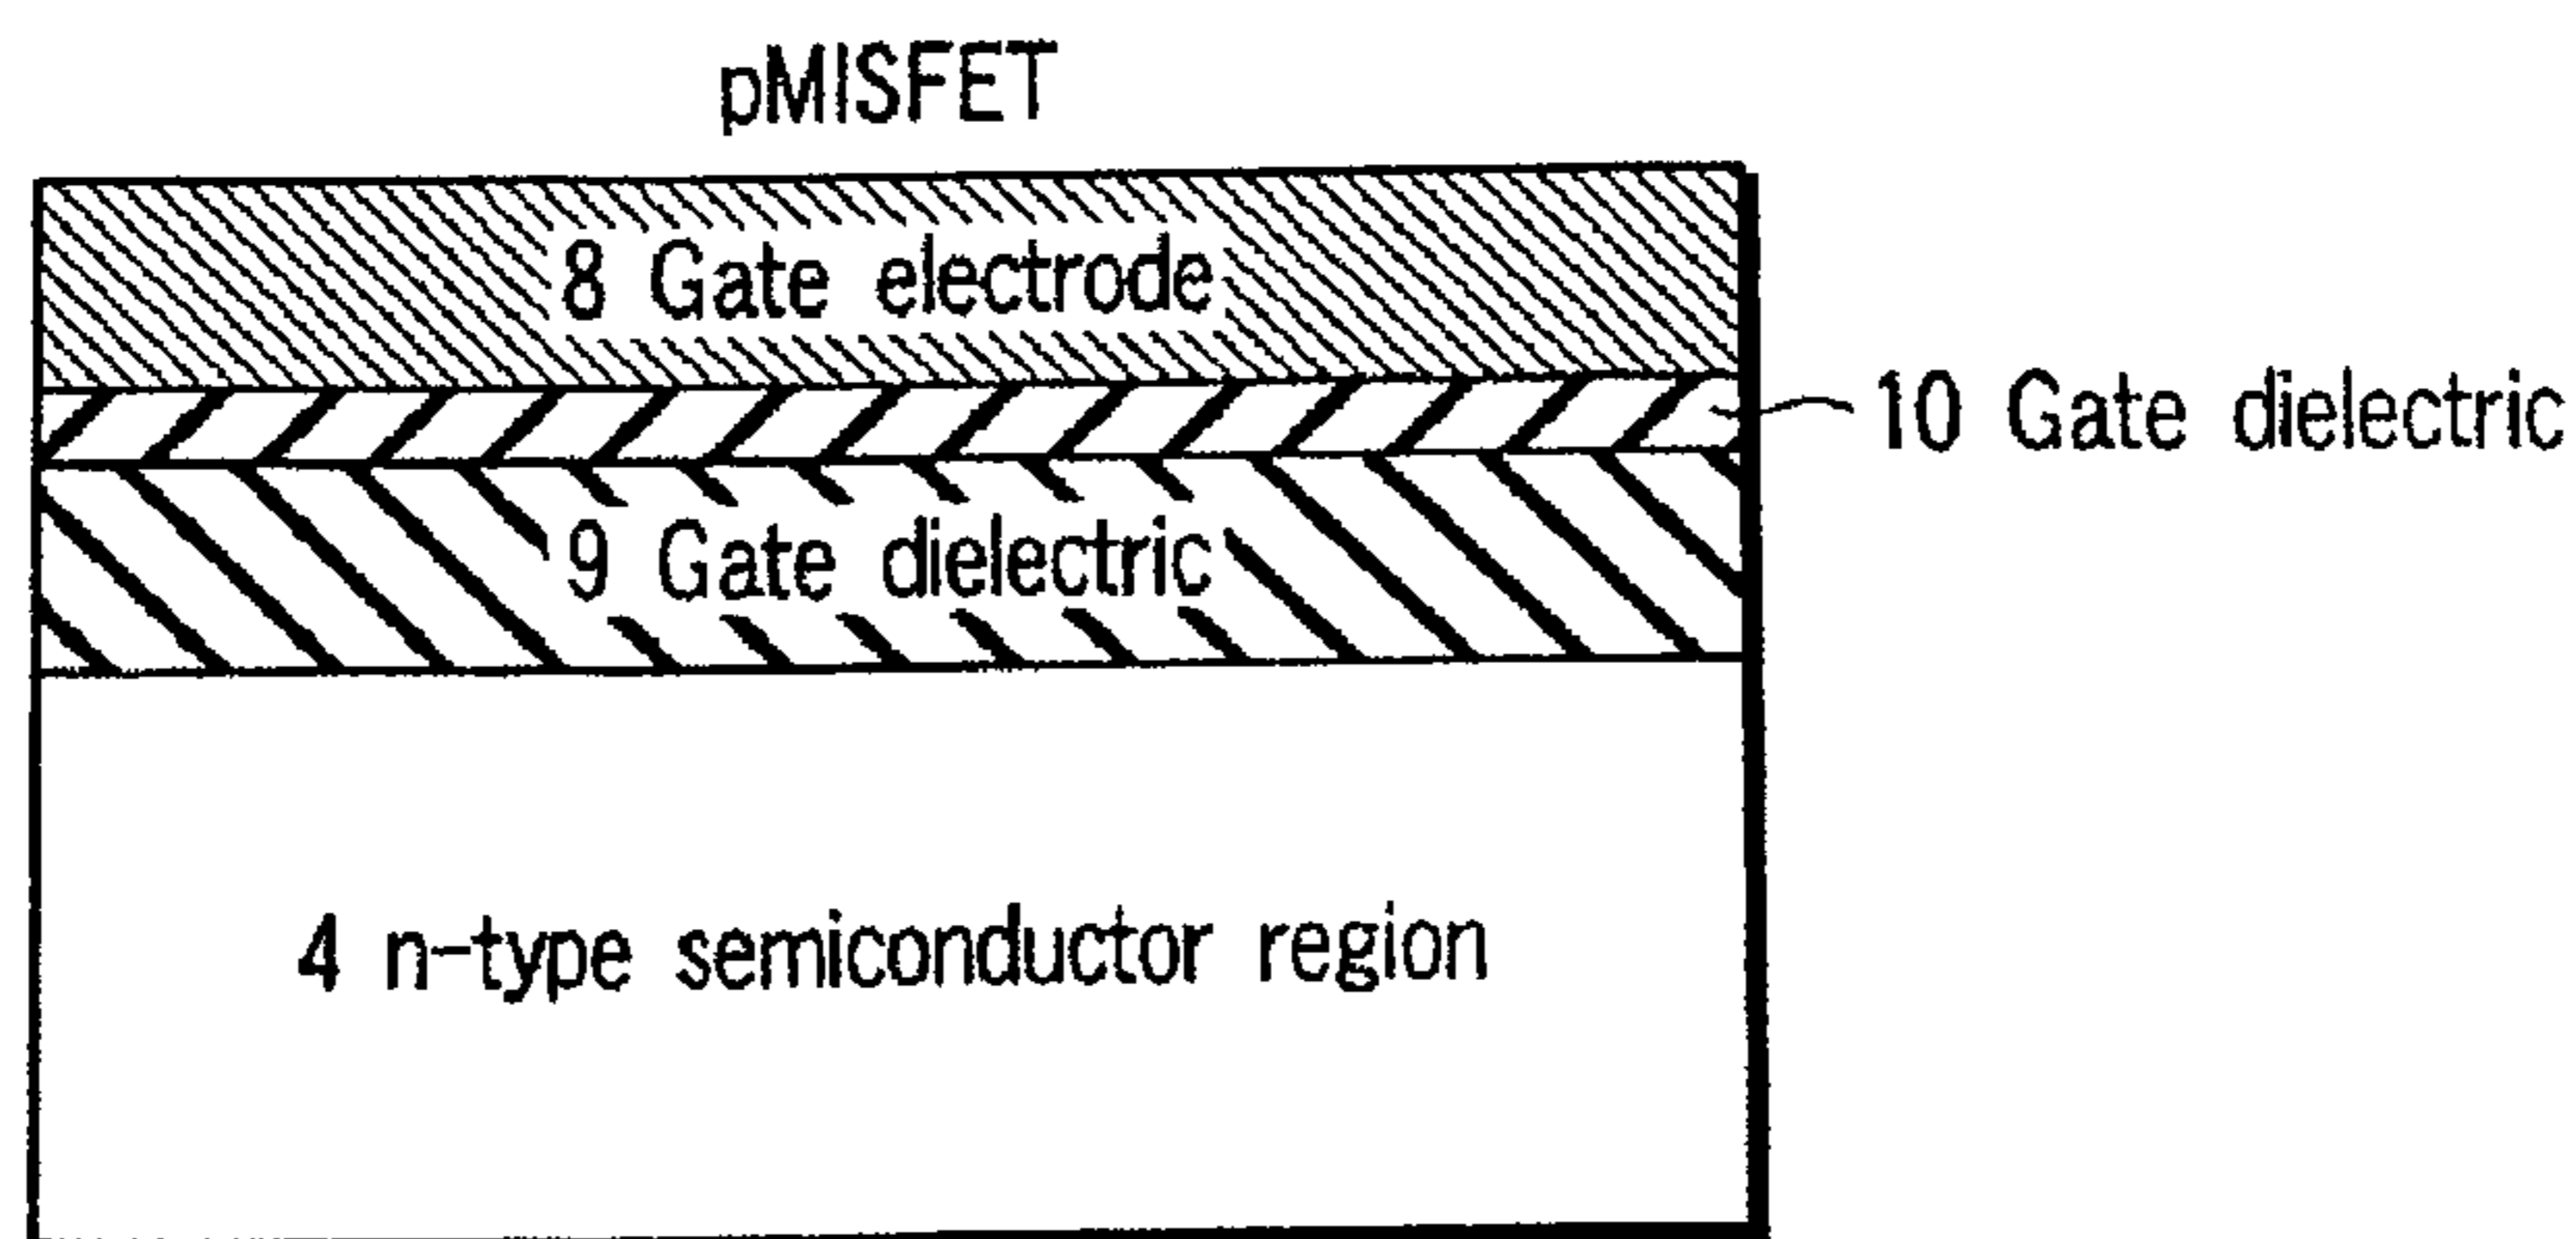 pMISFET
8 Gate electrode
10 Gate dielectric
9 Gate dielectric
4 n-type semiconductor region